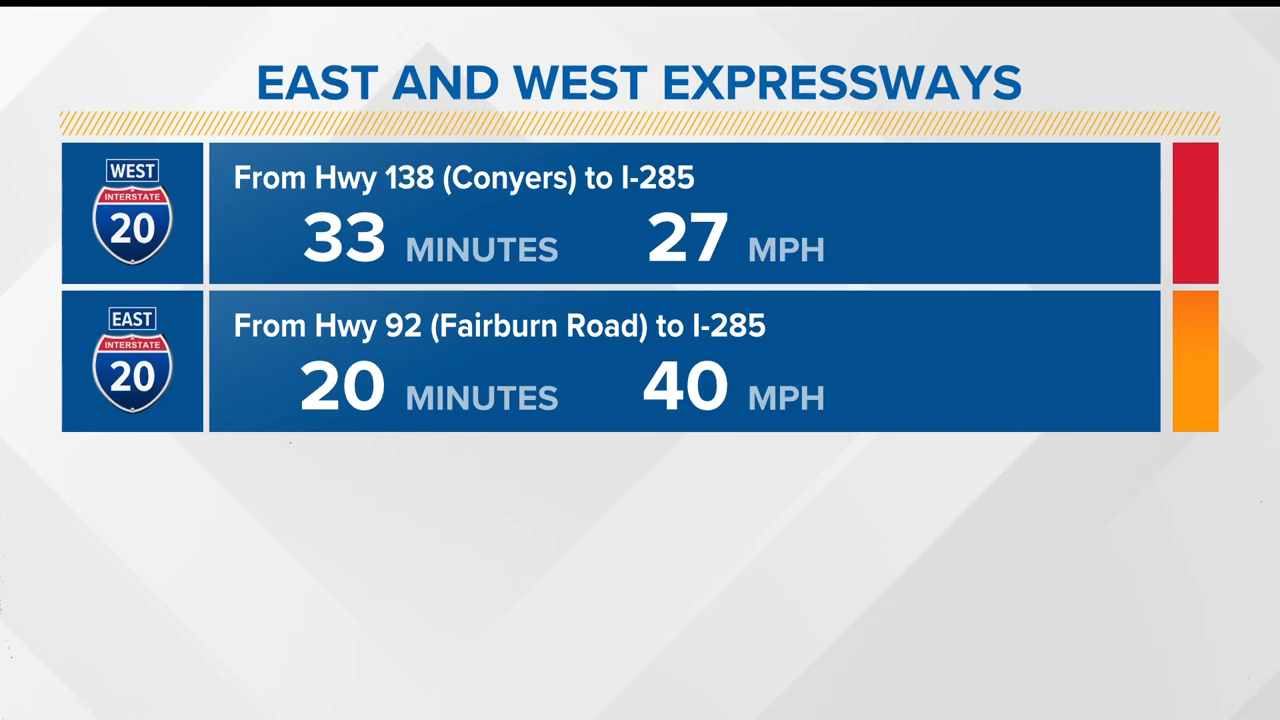 EAST AND WEST EXPRESSWAYS
WEST
INTERSTATE
20
From Hwy 138 (Conyers) to I-285
33 MINUTES 27 MPH
EAST
INTERSTATE
20
From Hwy 92 (Fairburn Road) to I-285
20 MINUTES 40 MPH